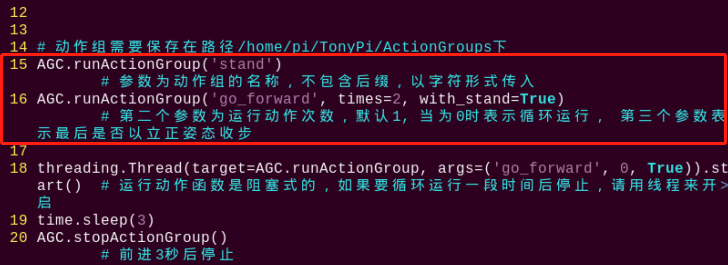 12
13
14 # 动作组需要保存在路径/home/pi/TonyPi/ActionGroups下
15 AGC.runActionGroup('stand')
# 参数为动作组的名称,不包含后缀,以字符形式传入
16 AGC.runActionGroup('go_forward', times=2, with_stand=True)
# 第二个参数为运行动作次数,默认1, 当为0时表示循环运行, 第三个参数表
示最后是否以立正姿态收步
17
18 threading.Thread(target=AGC.runActionGroup, args=('go_forward', 0, True)).st
art() # 运行动作函数是阻塞式的,如果要循环运行一段时间后停止,请用线程来开>
启
19 time.sleep(3)
20 AGC.stopActionGroup()
# 前进3秒后停止